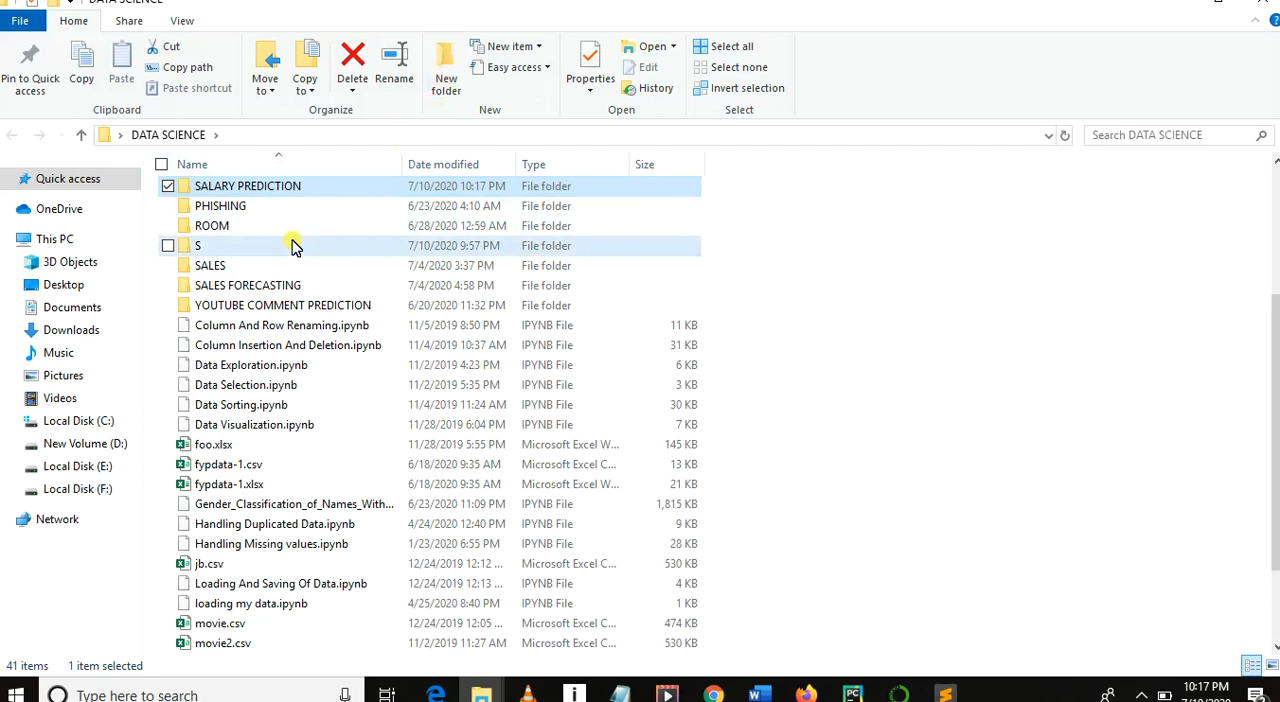 DATA SCIENCE
File Home Share View
Pin to Quick access
Copy
Paste
Cut
Copy path
Paste shortcut
Clipboard
Move to
Copy to
Delete
Rename
Organize
New folder
New item
Easy access
New
Properties
Open
Edit
History
Open
Select all
Select none
Invert selection
Select
DATA SCIENCE
Search DATA SCIENCE
Quick access
OneDrive
This PC
3D Objects
Desktop
Documents
Downloads
Music
Pictures
Videos
Local Disk (C:)
New Volume (D:)
Local Disk (E:)
Local Disk (F:)
Network
Name Date modified Type Size
SALARY PREDICTION 7/10/2020 10:17 PM File folder
PHISHING 6/23/2020 4:10 AM File folder
ROOM 6/28/2020 12:59 AM File folder
S 7/10/2020 9:57 PM File folder
SALES 7/4/2020 3:37 PM File folder
SALES FORECASTING 7/4/2020 4:58 PM File folder
YOUTUBE COMMENT PREDICTION 6/20/2020 11:32 PM File folder
Column And Row Renaming.ipynb 11/5/2019 8:50 PM IPYNB File 11 KB
Column Insertion And Deletion.ipynb 11/4/2019 10:37 AM IPYNB File 31 KB
Data Exploration.ipynb 11/2/2019 4:23 PM IPYNB File 6 KB
Data Selection.ipynb 11/2/2019 5:35 PM IPYNB File 3 KB
Data Sorting.ipynb 11/4/2019 11:24 AM IPYNB File 30 KB
Data Visualization.ipynb 11/28/2019 6:04 PM IPYNB File 7 KB
foo.xlsx 11/28/2019 5:55 PM Microsoft Excel W... 145 KB
fypdata-1.csv 6/18/2020 9:35 AM Microsoft Excel C... 13 KB
fypdata-1.xlsx 6/18/2020 9:35 AM Microsoft Excel W... 21 KB
Gender_Classification_of_Names_With... 6/23/2020 11:09 PM IPYNB File 1,815 KB
Handling Duplicated Data.ipynb 4/24/2020 12:40 PM IPYNB File 9 KB
Handling Missing values.ipynb 1/23/2020 6:55 PM IPYNB File 28 KB
jb.csv 12/24/2019 12:12 ... Microsoft Excel C... 530 KB
Loading And Saving Of Data.ipynb 12/24/2019 12:13 ... IPYNB File 4 KB
loading my data.ipynb 4/25/2020 8:40 PM IPYNB File 1 KB
movie.csv 12/24/2019 12:05 ... Microsoft Excel C... 474 KB
movie2.csv 11/2/2019 11:27 AM Microsoft Excel C... 530 KB
41 items 1 item selected
Type here to search
10:17 PM
7/10/2020